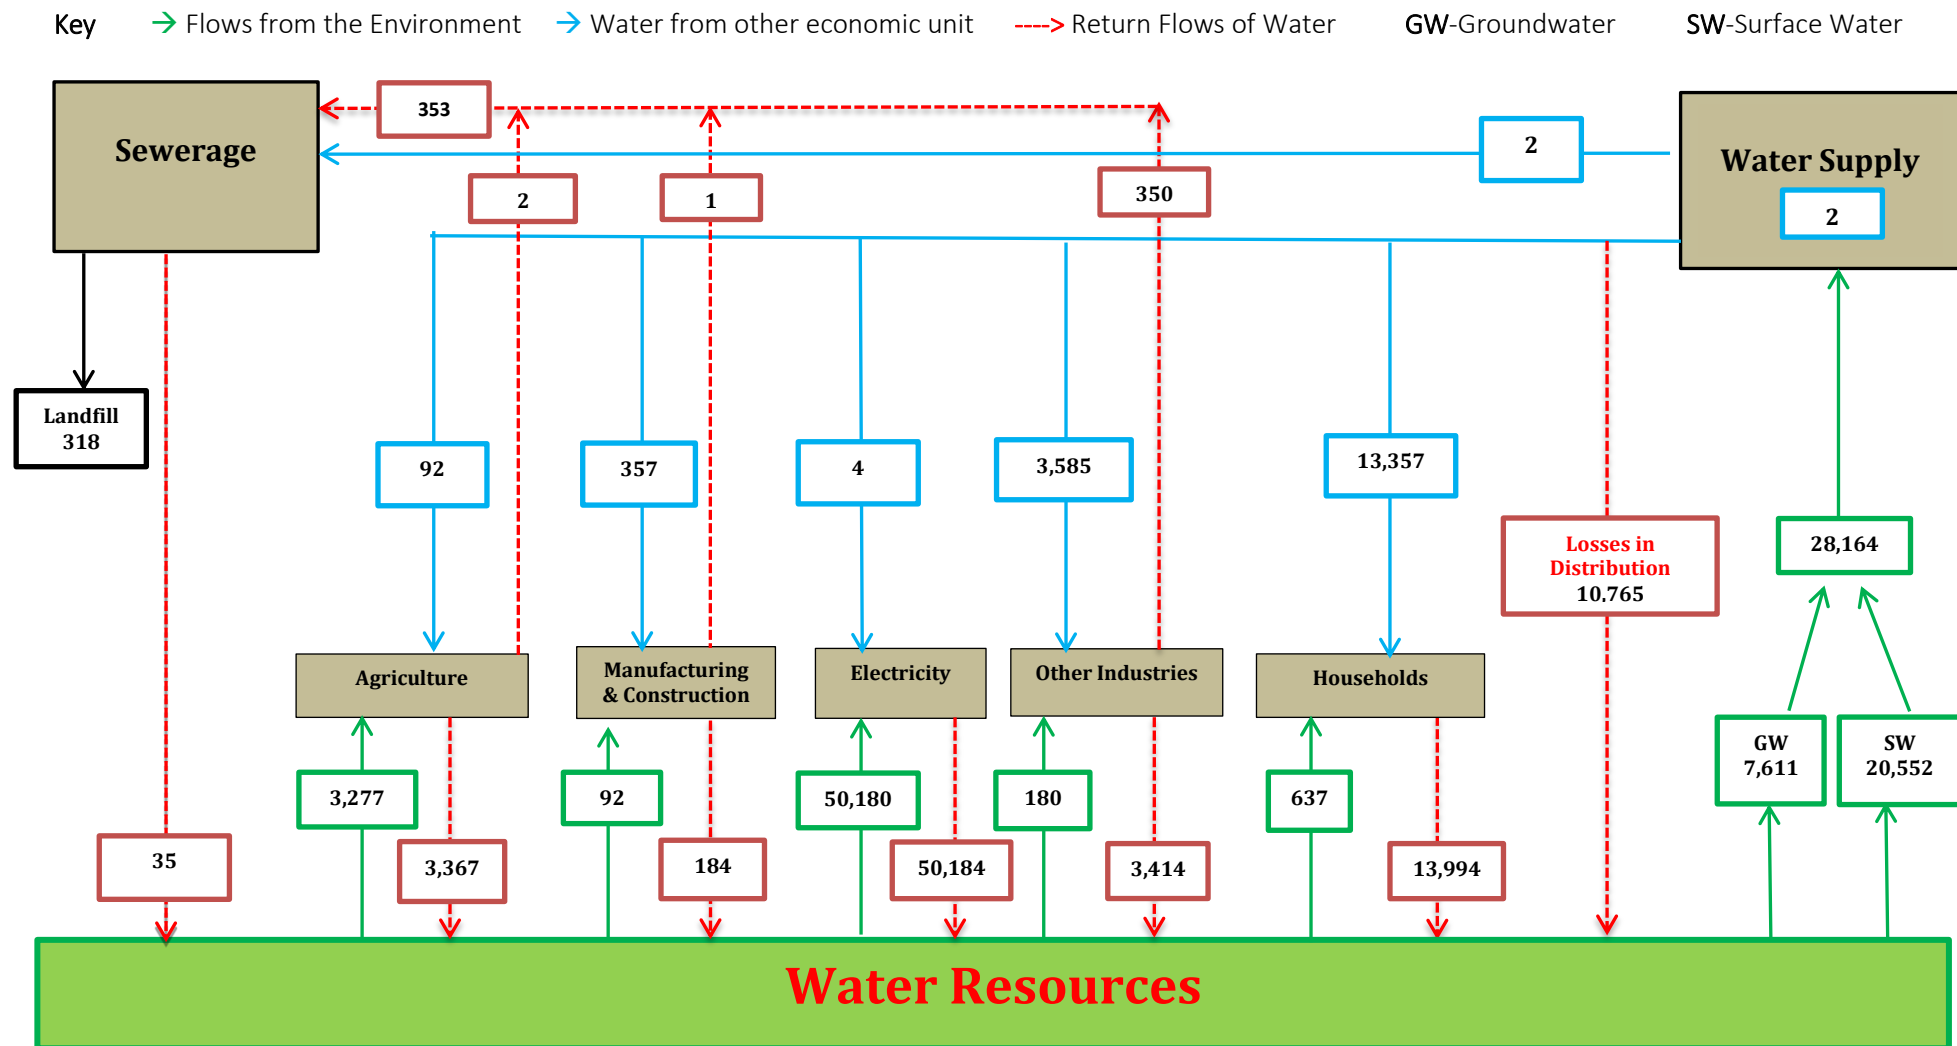 Key
Flows from the Environment
Water from other economic unit
Return Flows of Water
GW-Groundwater
SW-Surface Water
353
Sewerage
2
Water Supply
2
2
1
350
Landfill
318
92
357
4
3,585
13,357
Losses in
Distribution
10,765
28,164
Agriculture
Manufacturing
& Construction
Electricity
Other Industries
Households
GW
7,611
SW
20,552
3,277
92
50,180
180
637
35
3,367
184
50,184
3,414
13,994
Water Resources